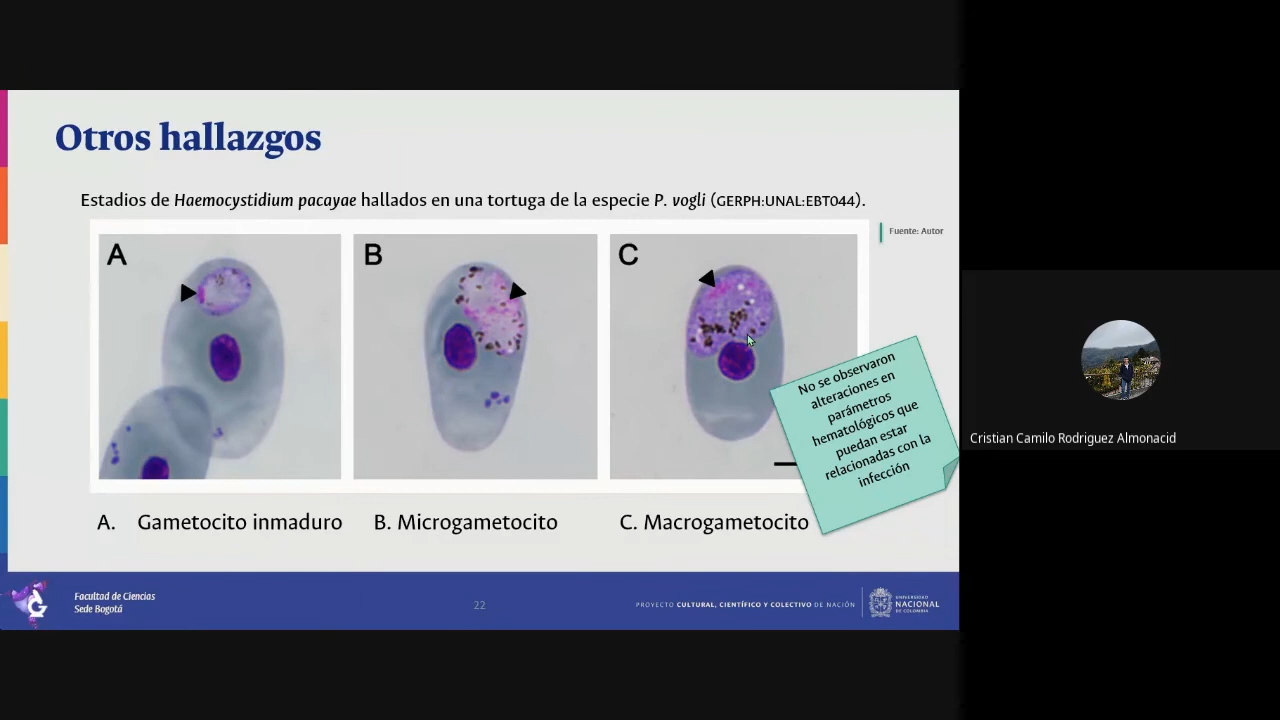 Otros hallazgos
Estadios de Haemocystidium pacayae hallados en una tortuga de la especie P. vogli (GERPH:UNAL:EBT044).
Fuente: Autor
A
B
C
No se observaron
alteraciones en
parámetros
hematológicos que
puedan estar
relacionadas con la
infección
A. Gametocito inmaduro
B. Microgametocito
C. Macrogametocito
Cristian Camilo Rodriguez Almonacid
Facultad de Ciencias
Sede Bogotá
22
PROYECTO CULTURAL, CIENTÍFICO Y COLECTIVO DE NACIÓN
UNIVERSIDAD
NACIONAL
DE COLOMBIA